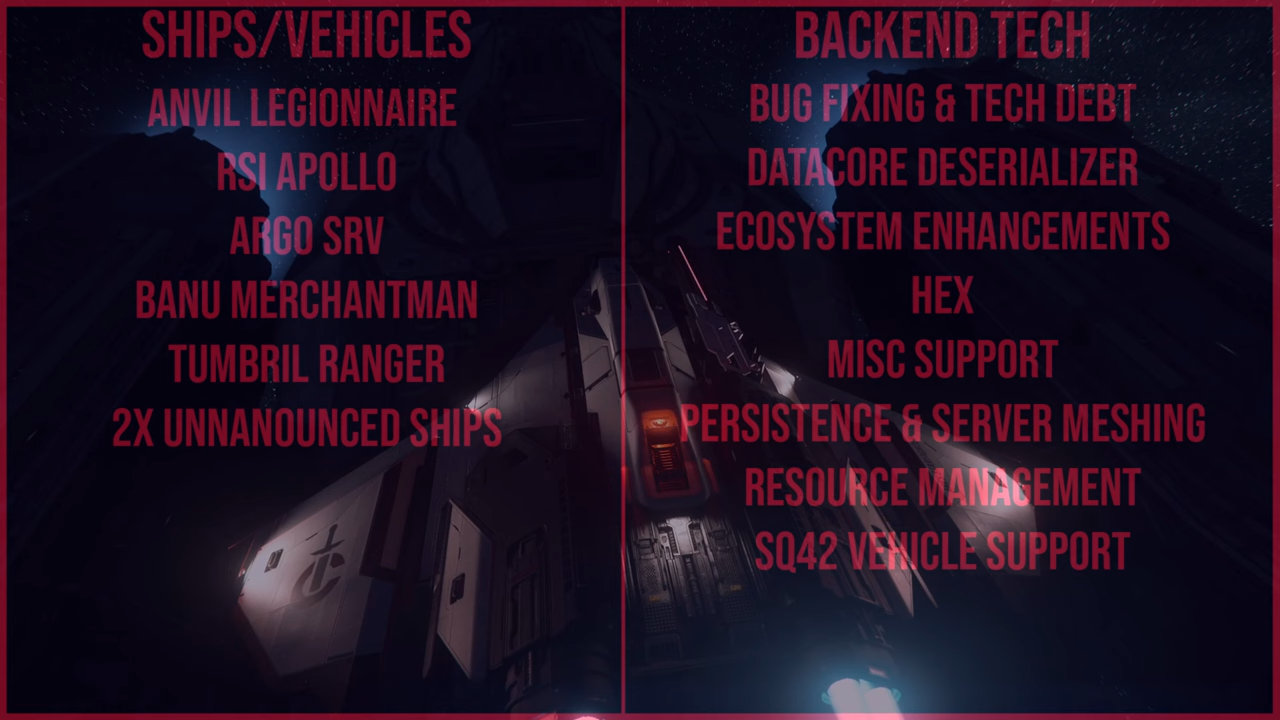 SHIPS/VEHICLES
ANVIL LEGIONNAIRE
RSI APOLLO
ARGO SRV
BANU MERCHANTMAN
TUMBRIL RANGER
2X UNNANOUNCED SHIPS
BACKEND TECH
BUG FIXING & TECH DEBT
DATACORE DESERIALIZER
ECOSYSTEM ENHANCEMENTS
HEX
MISC SUPPORT
PERSISTENCE & SERVER MESHING
RESOURCE MANAGEMENT
SQ42 VEHICLE SUPPORT